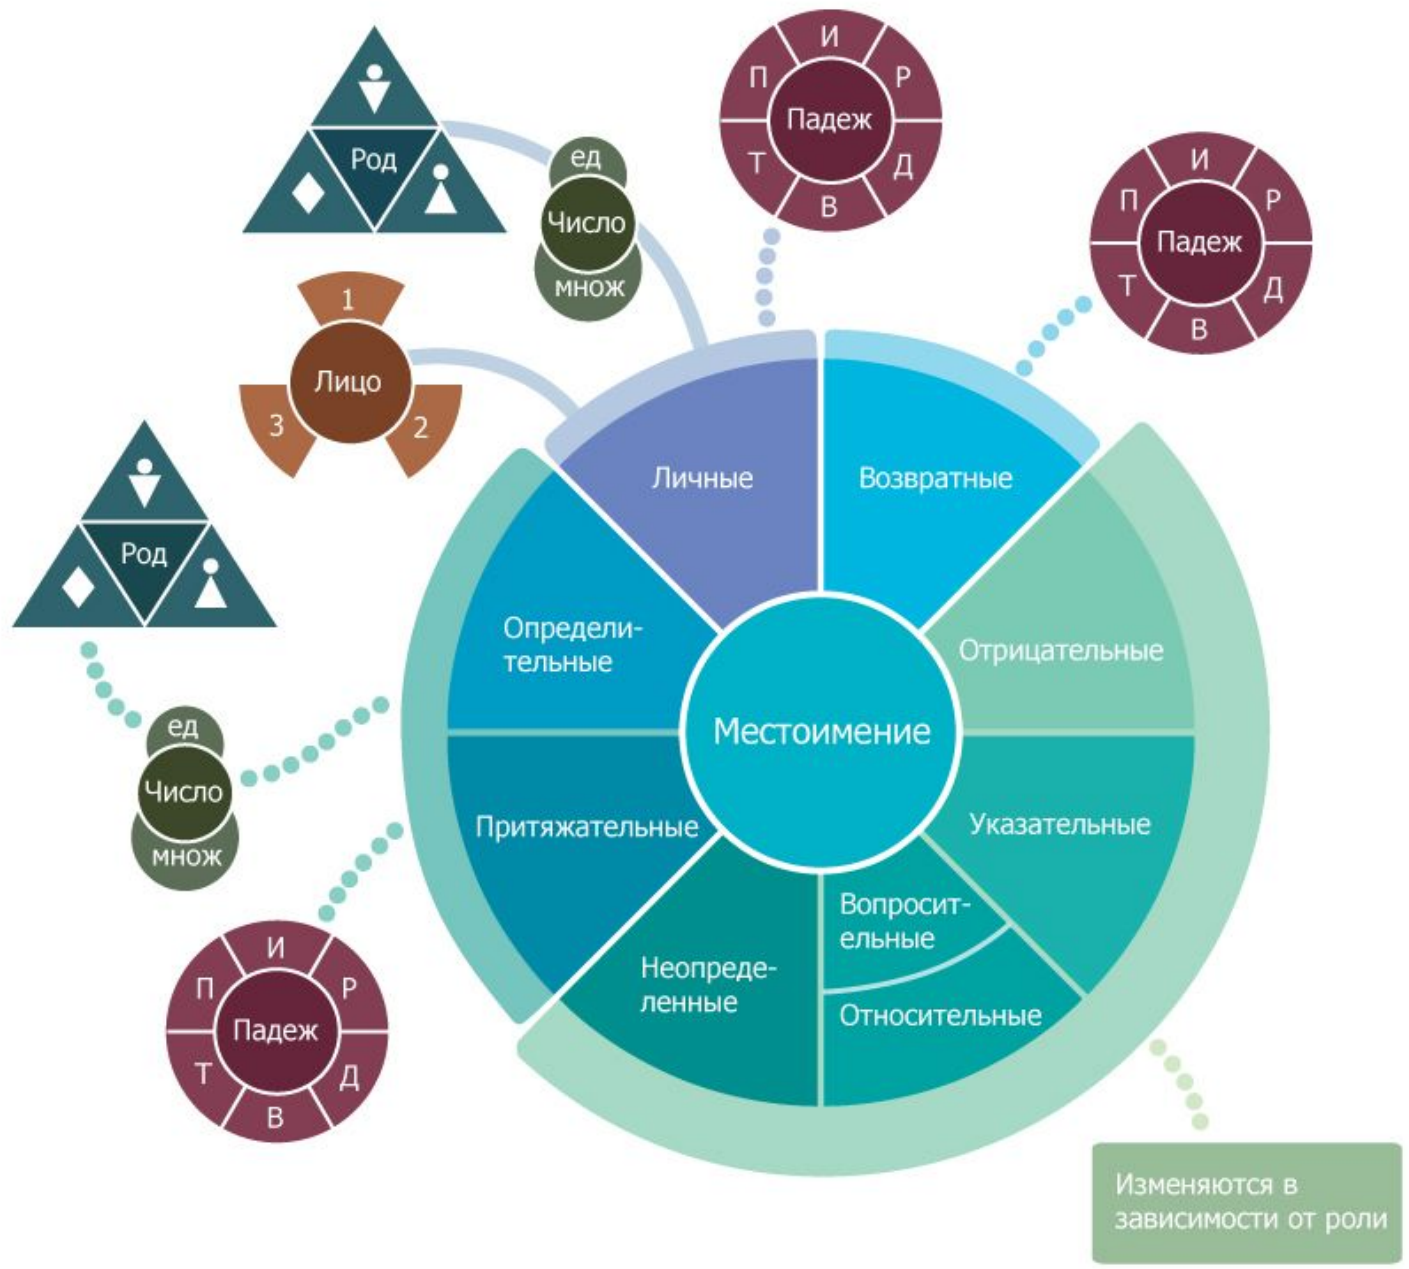 Род
ед
Число
множ
И
П
Р
Падеж
Т
Д
В
И
П
Р
Падеж
Т
Д
В
1
Лицо
3
2
Род
Личные
Возвратные
Определи-
тельные
Отрицательные
Местоимение
ед
Число
множ
Притяжательные
Указательные
Вопросит-
ельные
Неопреде-
ленные
Относительные
И
П
Р
Падеж
Т
Д
В
Изменяются в
зависимости от роли